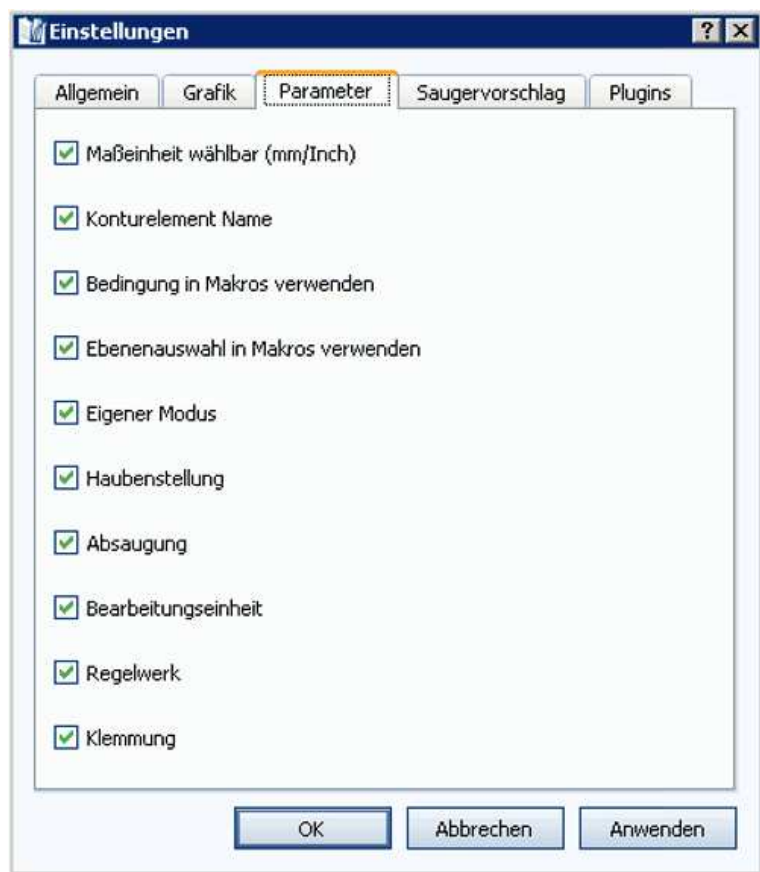 Einstellungen
Allgemein Grafik Parameter Saugervorschlag Plugins
Maßeinheit wählbar (mm/Inch)
Konturelement Name
Bedingung in Makros verwenden
Ebenenauswahl in Makros verwenden
Eigener Modus
Haubenstellung
Absaugung
Bearbeitungseinheit
Regelwerk
Klemmung
OK Abbrechen Anwenden